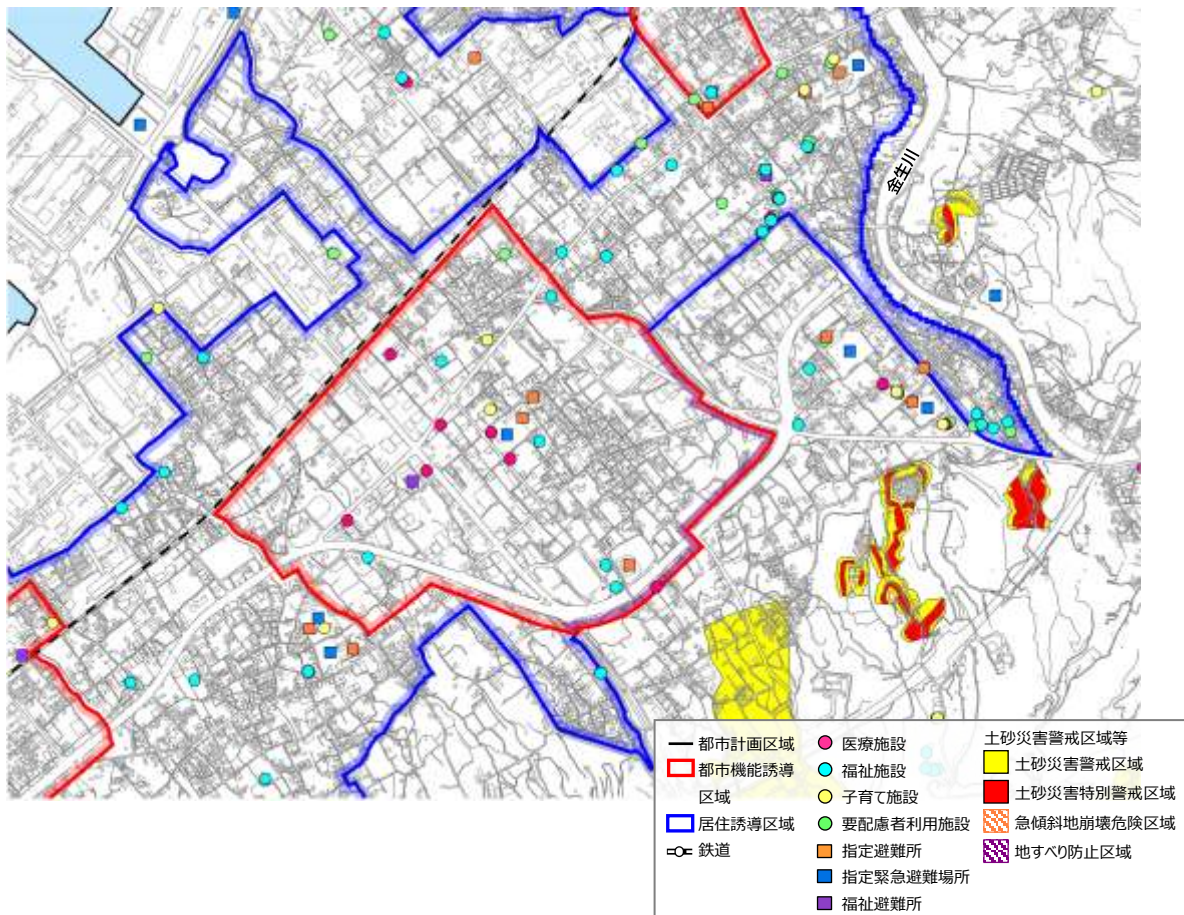 金生川
都市計画区域
都市機能誘導
区域
居住誘導区域
鉄道
医療施設
福祉施設
子育て施設
要配慮者利用施設
指定避難所
指定緊急避難場所
福祉避難所
土砂災害警戒区域等
土砂災害警戒区域
土砂災害特別警戒区域
急傾斜地崩壊危険区域
地すべり防止区域